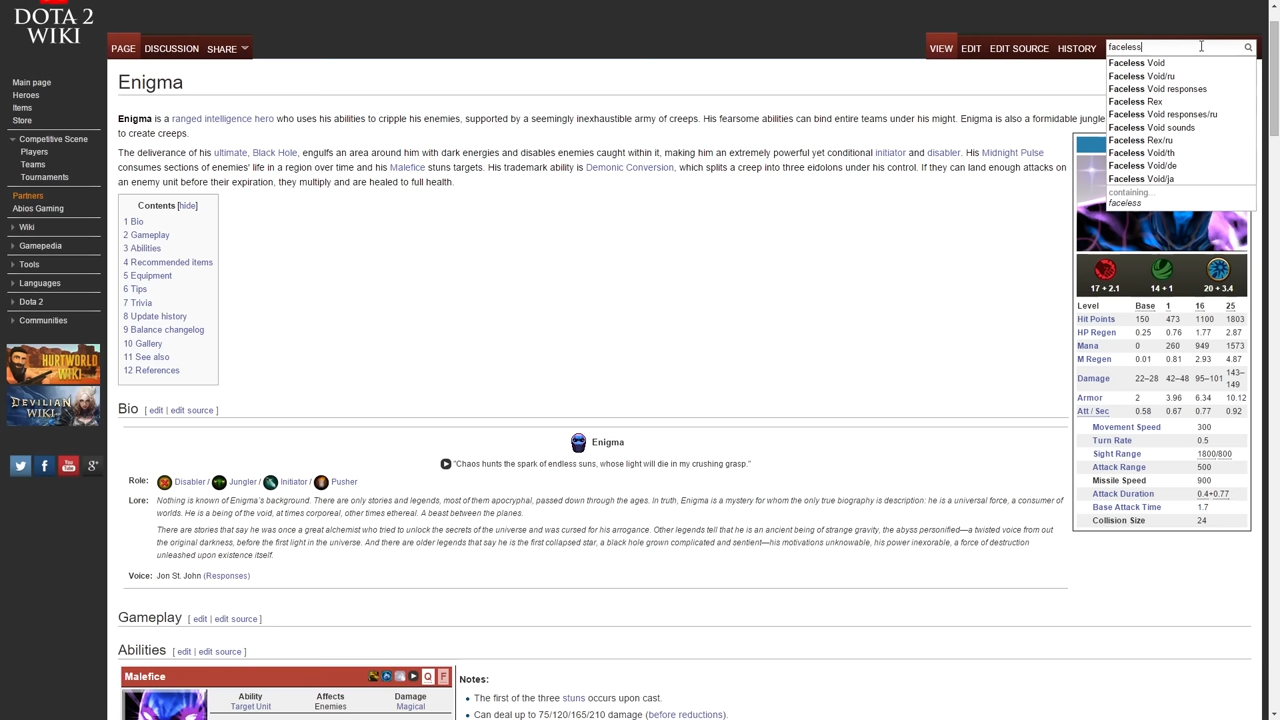 DOTA 2
WIKI
PAGE DISCUSSION SHARE VIEW EDIT EDIT SOURCE HISTORY faceless
Faceless Void
Faceless Void/ru
Faceless Void responses
Faceless Rex
Faceless Void responses/ru
Faceless Void sounds
Faceless Rex/ru
Faceless Void/th
Faceless Void/de
Faceless Void/ja
containing...
faceless
Main page
Heroes
Items
Store
Competitive Scene
Players
Teams
Tournaments
Partners
Abios Gaming
Wiki
Gamepedia
Tools
Languages
Dota 2
Communities
HURTWORLD
WIKI
DEVILIAN
WIKI
Enigma
Enigma is a ranged intelligence hero who uses his abilities to cripple his enemies, supported by a seemingly inexhaustible army of creeps. His fearsome abilities can bind entire teams under his might. Enigma is also a formidable jungle
to create creeps.
The deliverance of his ultimate, Black Hole, engulfs an area around him with dark energies and disables enemies caught within it, making him an extremely powerful yet conditional initiator and disabler. His Midnight Pulse
consumes sections of enemies' life in a region over time and his Malefice stuns targets. His trademark ability is Demonic Conversion, which splits a creep into three eidolons under his control. If they can land enough attacks on
an enemy unit before their expiration, they multiply and are healed to full health.
Contents [hide]
1 Bio
2 Gameplay
3 Abilities
4 Recommended items
5 Equipment
6 Tips
7 Trivia
8 Update history
9 Balance changelog
10 Gallery
11 See also
12 References
17 + 2.1 14 + 1 20 + 3.4
Level Base 1 16 25
Hit Points 150 473 1100 1803
HP Regen 0.25 0.76 1.77 2.87
Mana 0 260 949 1573
M Regen 0.01 0.81 2.93 4.87
Damage 22–28 42–48 95–101 143–
149
Armor 2 3.96 6.34 10.12
Att / Sec 0.58 0.67 0.77 0.92
Movement Speed 300
Turn Rate 0.5
Sight Range 1800/800
Attack Range 500
Missile Speed 900
Attack Duration 0.4+0.77
Base Attack Time 1.7
Collision Size 24
Bio [ edit | edit source ]
Enigma
"Chaos hunts the spark of endless suns, whose light will die in my crushing grasp."
Role: Disabler / Jungler / Initiator / Pusher
Lore: Nothing is known of Enigma's background. There are only stories and legends, most of them apocryphal, passed down through the ages. In truth, Enigma is a mystery for whom the only true biography is description: he is a universal force, a consumer of
worlds. He is a being of the void, at times corporeal, other times ethereal. A beast between the planes.
There are stories that say he was once a great alchemist who tried to unlock the secrets of the universe and was cursed for his arrogance. Other legends tell that he is an ancient being of strange gravity, the abyss personified—a twisted voice from out
the original darkness, before the first light in the universe. And there are older legends that say he is the first collapsed star, a black hole grown complicated and sentient—his motivations unknowable, his power inexorable, a force of destruction
unleashed upon existence itself.
Voice: Jon St. John (Responses)
Gameplay [ edit | edit source ]
Abilities [ edit | edit source ]
Malefice Q F
Ability Affects Damage
Target Unit Enemies Magical
Notes:
The first of the three stuns occurs upon cast.
Can deal up to 75/120/165/210 damage (before reductions).